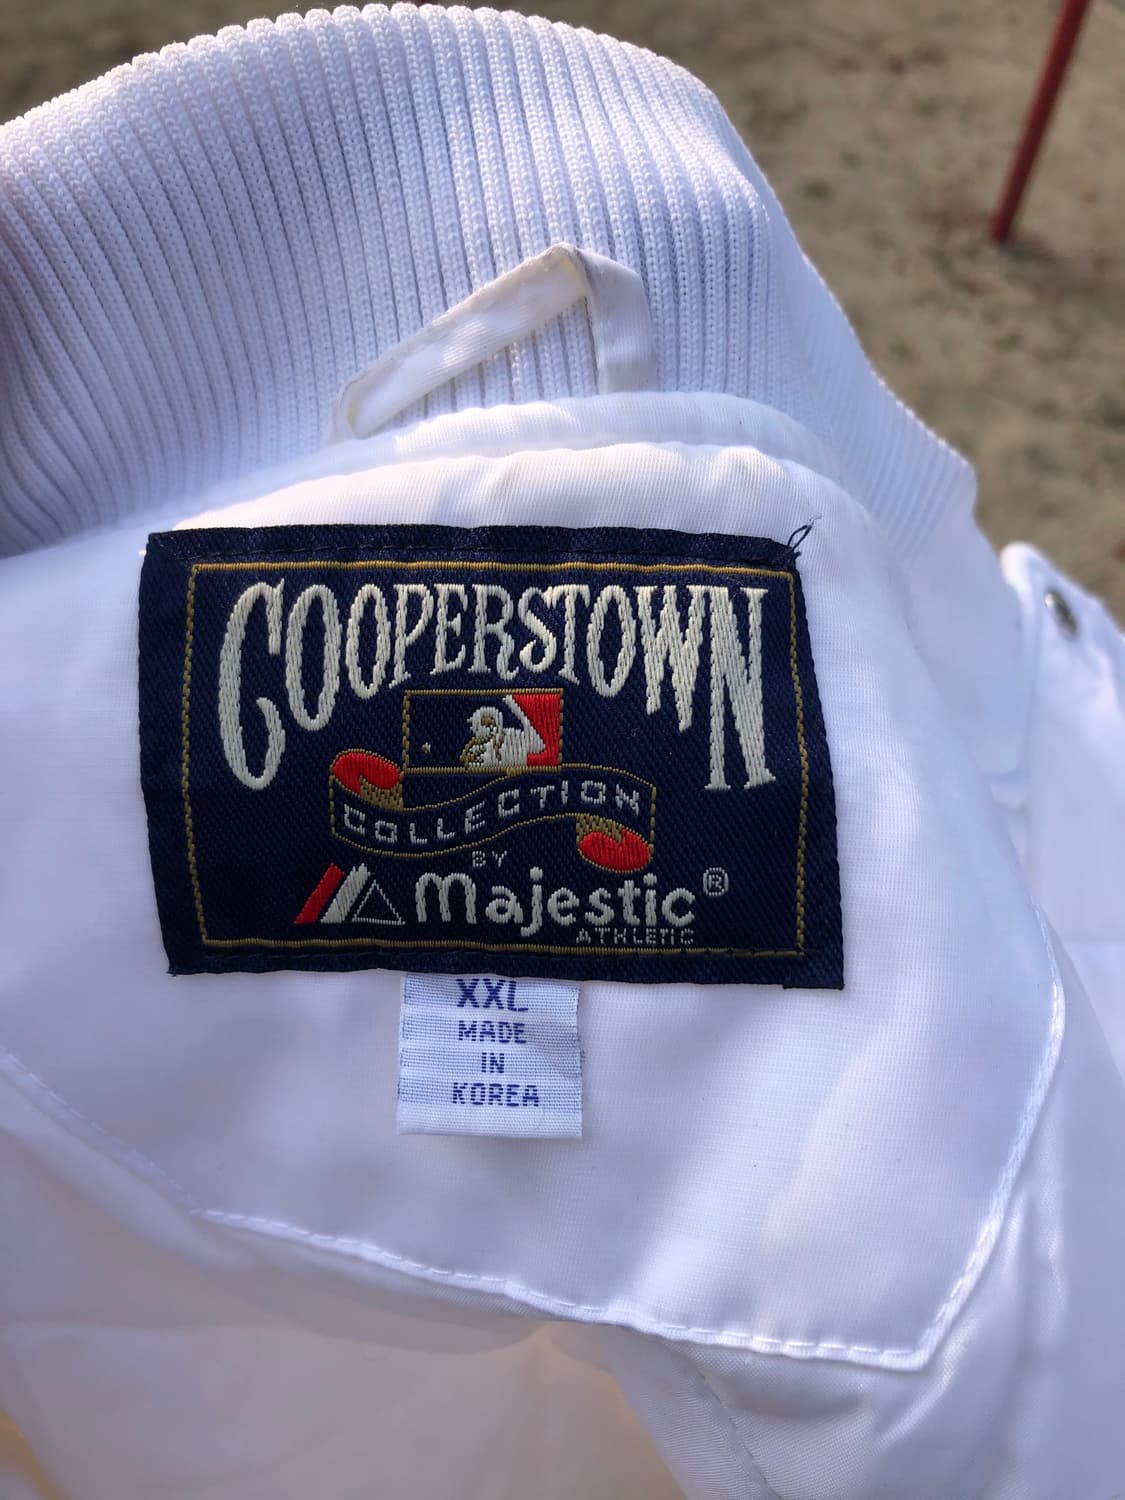 COOPERSTOWN
COLLECTION
BY
Majestic®
ATHLETIC
XXL
MADE
IN
KOREA